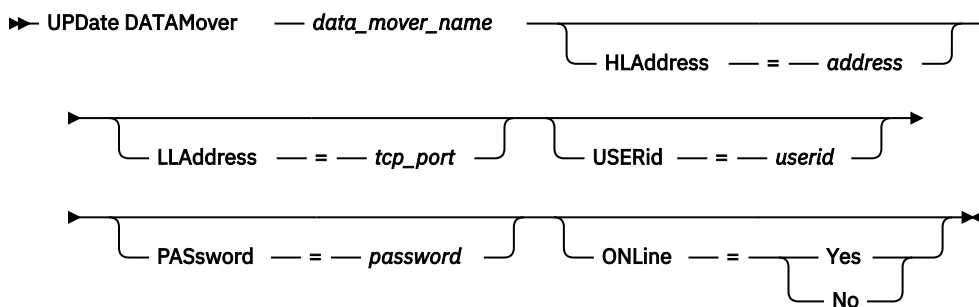 UPDate DATAMover — data_mover_name
HLAddress — = — address
LLAddress — = — tcp_port
USERid — = — userid
PASsword — = — password
ONLine — = Yes
No